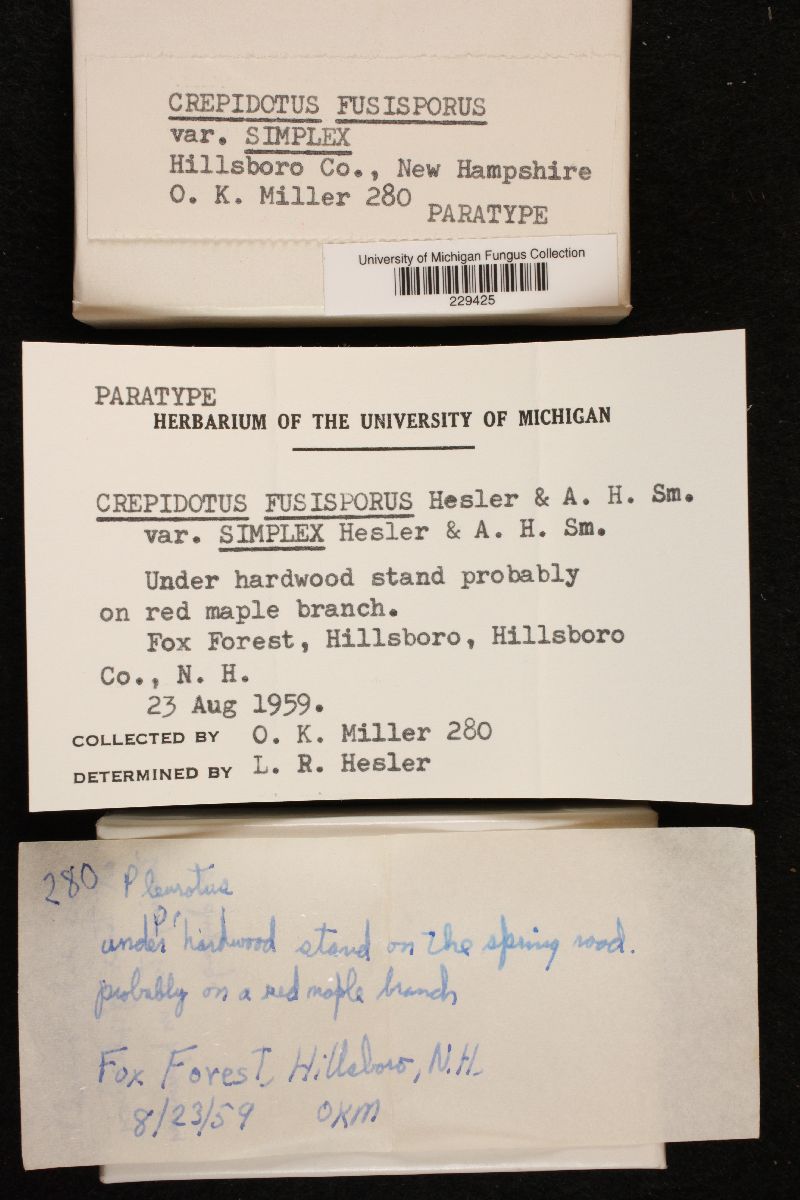 CREPIDOTUS FUSISPORUS
var. SIMPLEX
Hillsboro Co., New Hampshire
O. K. Miller 280
PARATYPE
University of Michigan Fungus Collection
229425
PARATYPE
HERBARIUM OF THE UNIVERSITY OF MICHIGAN
CREPIDOTUS FUSISPORUS Hesler & A. H. Sm.
var. SIMPLEX Hesler & A. H. Sm.
Under hardwood stand probably
on red maple branch.
Fox Forest, Hillsboro, Hillsboro
Co., N. H.
23 Aug 1959.
COLLECTED BY O. K. Miller 280
DETERMINED BY L. R. Hesler
280 Pleurotus
under hardwood stand on the spring road.
probably on a red maple branch
Fox Forest, Hillsboro, N.H.
8/23/59 OKM